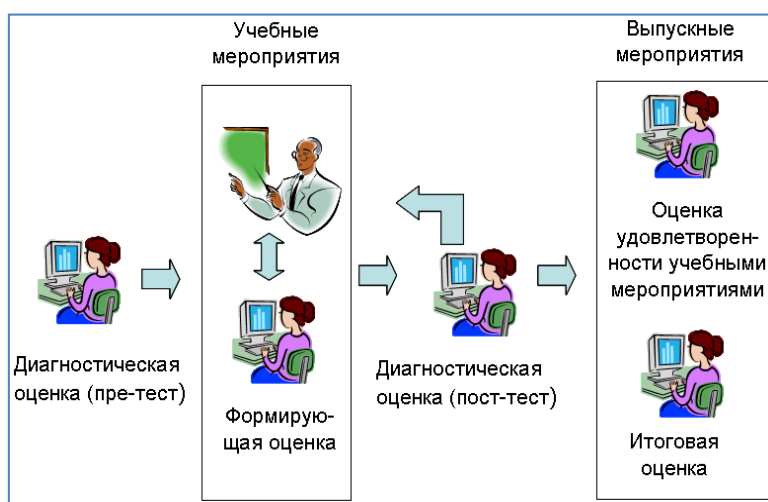 Учебные
мероприятия
Выпускные
мероприятия
Диагностическая
оценка (пре-тест)
Формирую-
щая оценка
Диагностическая
оценка (пост-тест)
Оценка
удовлетворен-
ности учебными
мероприятиями
Итоговая
оценка